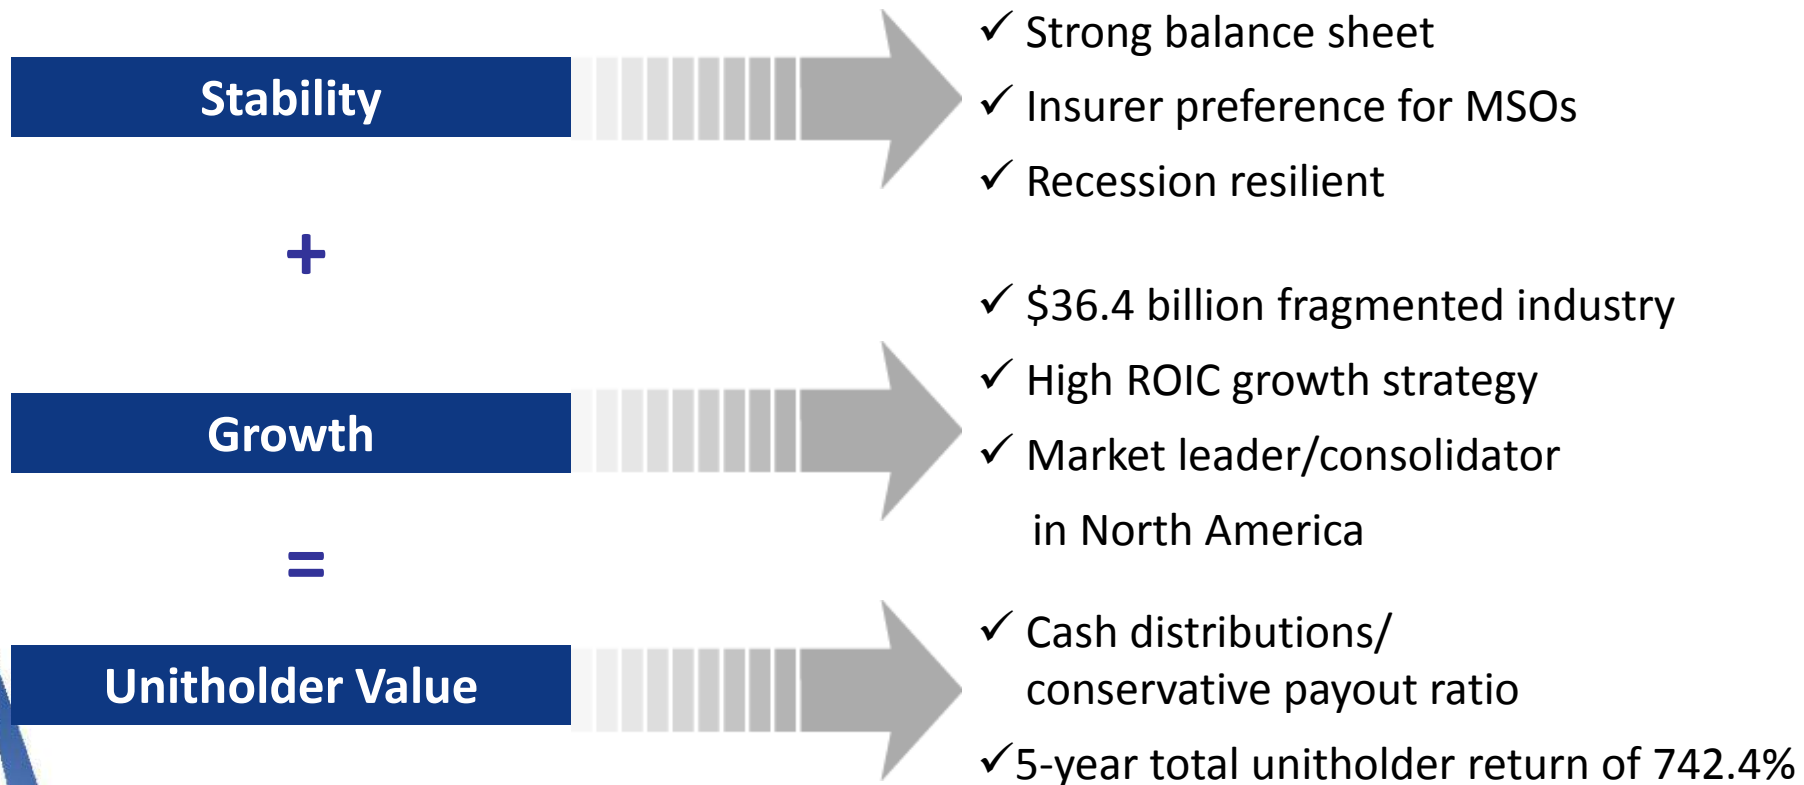 Stability
✓ Strong balance sheet
✓ Insurer preference for MSOs
✓ Recession resilient
+
Growth
✓ $36.4 billion fragmented industry
✓ High ROIC growth strategy
✓ Market leader/consolidator
in North America
=
Unitholder Value
✓ Cash distributions/
conservative payout ratio
✓5-year total unitholder return of 742.4%